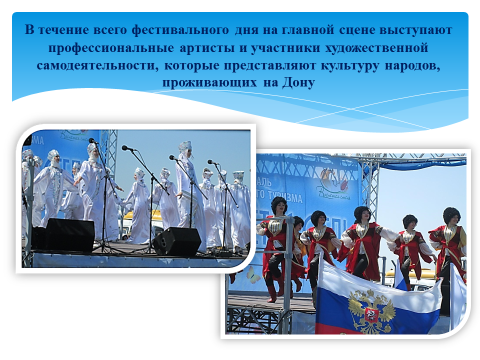 В течение всего фестивального дня на главной сцене выступают
профессиональные артисты и участники художественной
самодеятельности, которые представляют культуру народов,
проживающих на Дону
ТУРИЗМА